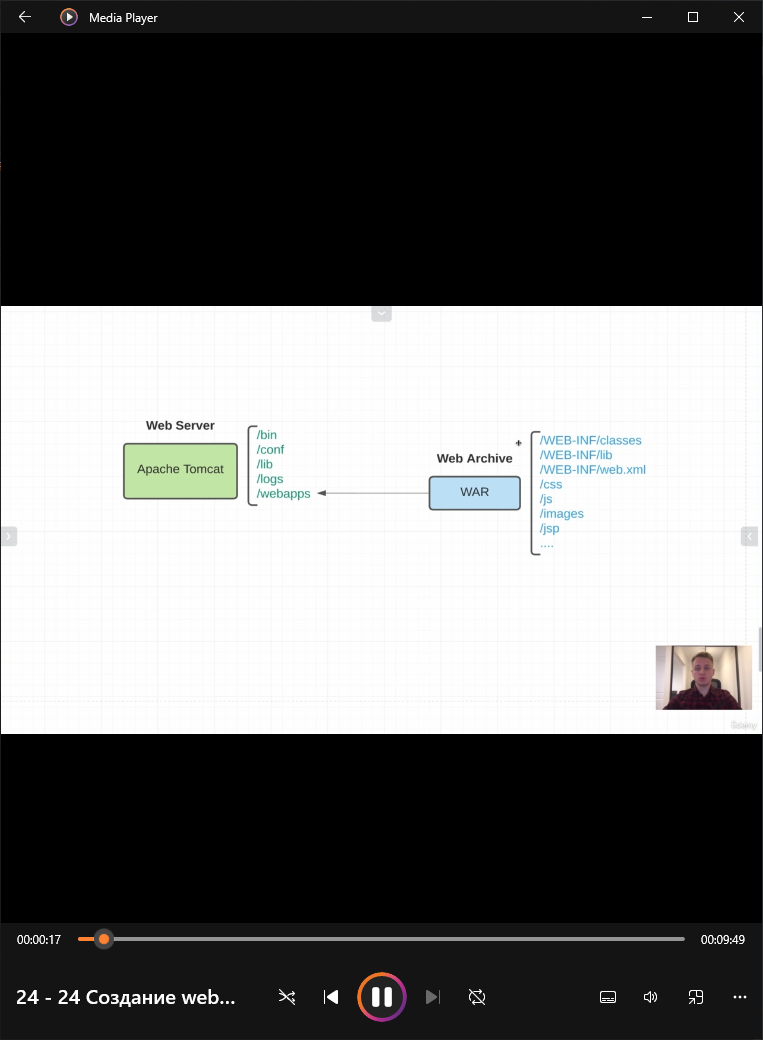 Media Player
Web Server
Apache Tomcat
/bin
/conf
/lib
/logs
/webapps
Web Archive
WAR
/WEB-INF/classes
/WEB-INF/lib
/WEB-INF/web.xml
/css
/js
/images
/jsp
....
Udemy
00:00:17
00:09:49
24 - 24 Создание web...